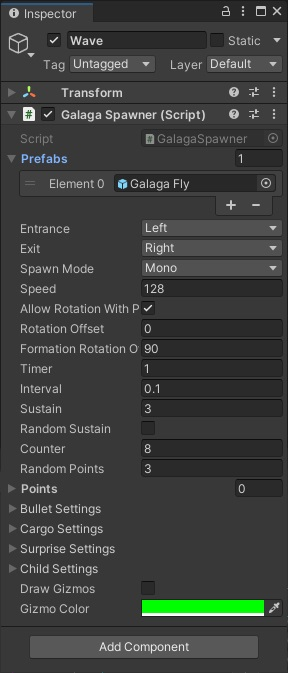 Inspector
Wave
Static
Tag Untagged Layer Default
Transform
# Galaga Spawner (Script)
Script # GalagaSpawner
Prefabs 1
Element 0 Galaga Fly
+ −
Entrance Left
Exit Right
Spawn Mode Mono
Speed 128
Allow Rotation With P
Rotation Offset 0
Formation Rotation O 90
Timer 1
Interval 0.1
Sustain 3
Random Sustain
Counter 8
Random Points 3
Points 0
Bullet Settings
Cargo Settings
Surprise Settings
Child Settings
Draw Gizmos
Gizmo Color
Add Component